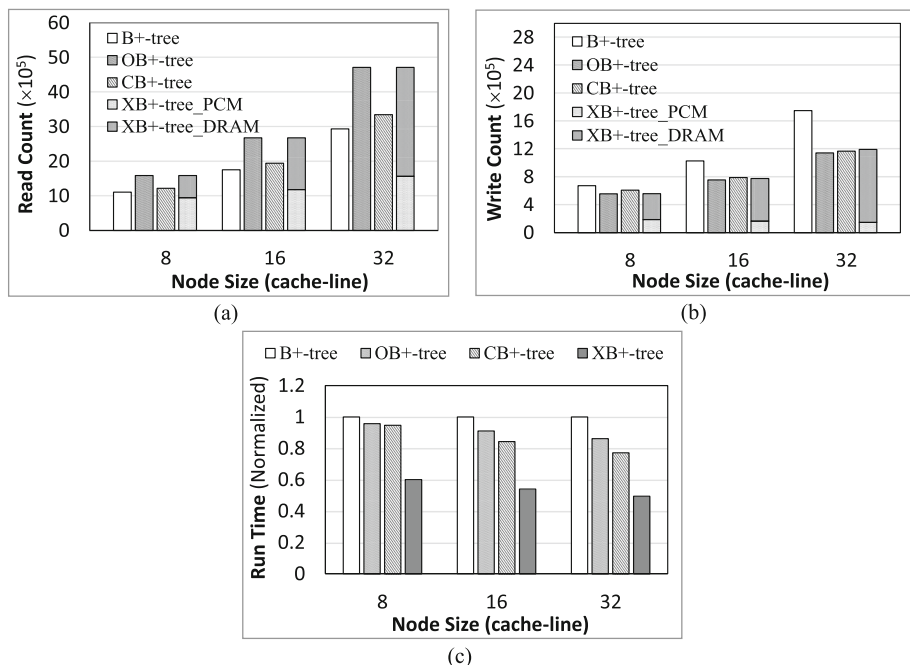 60
50
40
30
20
10
0
Read Count (×10⁵)
B+-tree
OB+-tree
CB+-tree
XB+-tree_PCM
XB+-tree_DRAM
8 16 32
Node Size (cache-line)
(a)
28
24
20
16
12
8
4
0
Write Count (×10⁵)
B+-tree
OB+-tree
CB+-tree
XB+-tree_PCM
XB+-tree_DRAM
8 16 32
Node Size (cache-line)
(b)
B+-tree OB+-tree CB+-tree XB+-tree
1.2
1
0.8
0.6
0.4
0.2
0
Run Time (Normalized)
8 16 32
Node Size (cache-line)
(c)